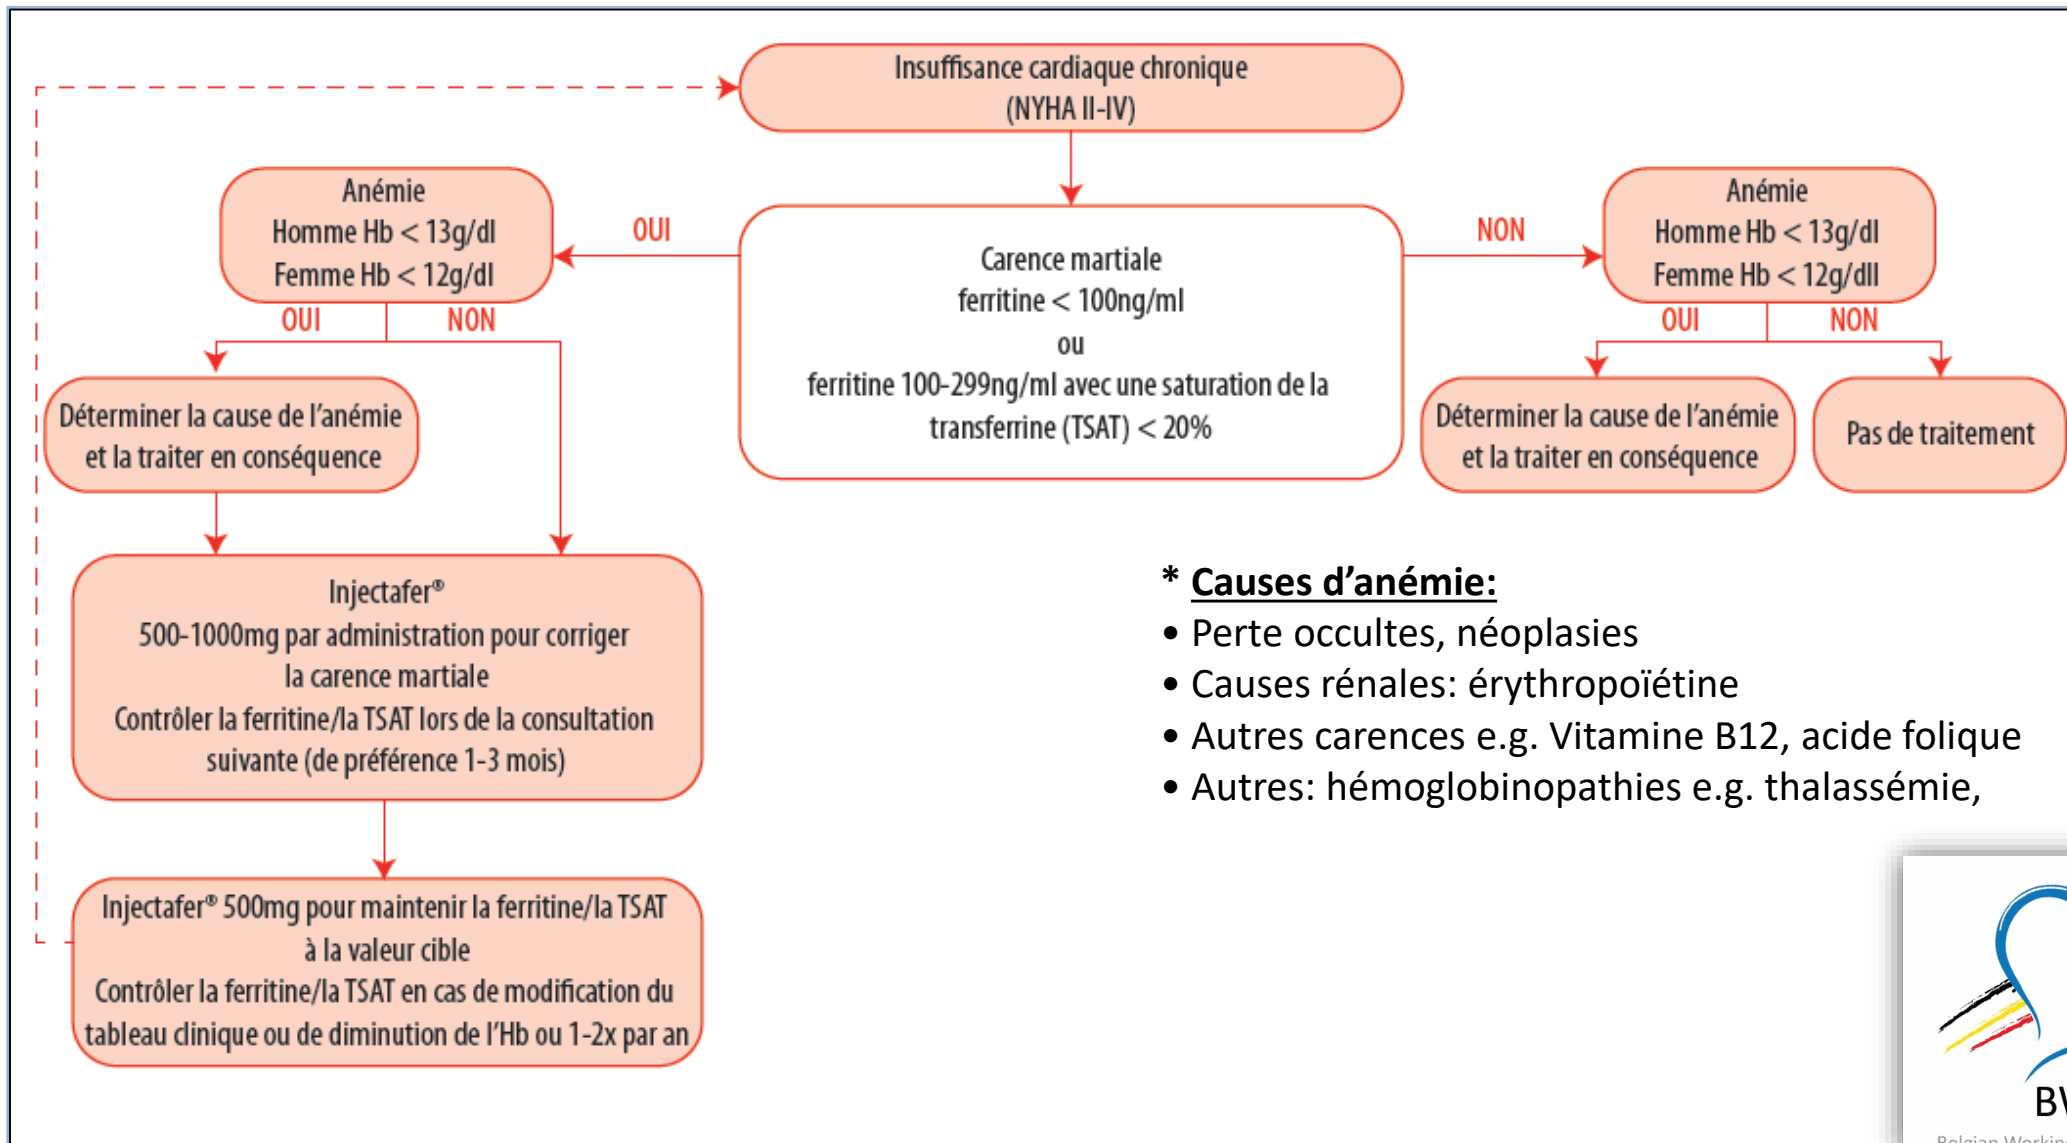 Insuffisance cardiaque chronique
(NYHA II-IV)
Anémie
Homme Hb < 13g/dl
Femme Hb < 12g/dl
OUI
Carence martiale
ferritine < 100ng/ml
ou
ferritine 100-299ng/ml avec une saturation de la
transferrine (TSAT) < 20%
NON
Anémie
Homme Hb < 13g/dl
Femme Hb < 12g/dll
OUI NON
OUI NON
Déterminer la cause de l’anémie
et la traiter en conséquence
Déterminer la cause de l’anémie
et la traiter en conséquence
Pas de traitement
Injectafer®
500-1000mg par administration pour corriger
la carence martiale
Contrôler la ferritine/la TSAT lors de la consultation
suivante (de préférence 1-3 mois)
* Causes d’anémie:
• Perte occultes, néoplasies
• Causes rénales: érythropoïétine
• Autres carences e.g. Vitamine B12, acide folique
• Autres: hémoglobinopathies e.g. thalassémie,
Injectafer® 500mg pour maintenir la ferritine/la TSAT
à la valeur cible
Contrôler la ferritine/la TSAT en cas de modification du
tableau clinique ou de diminution de l’Hb ou 1-2x par an